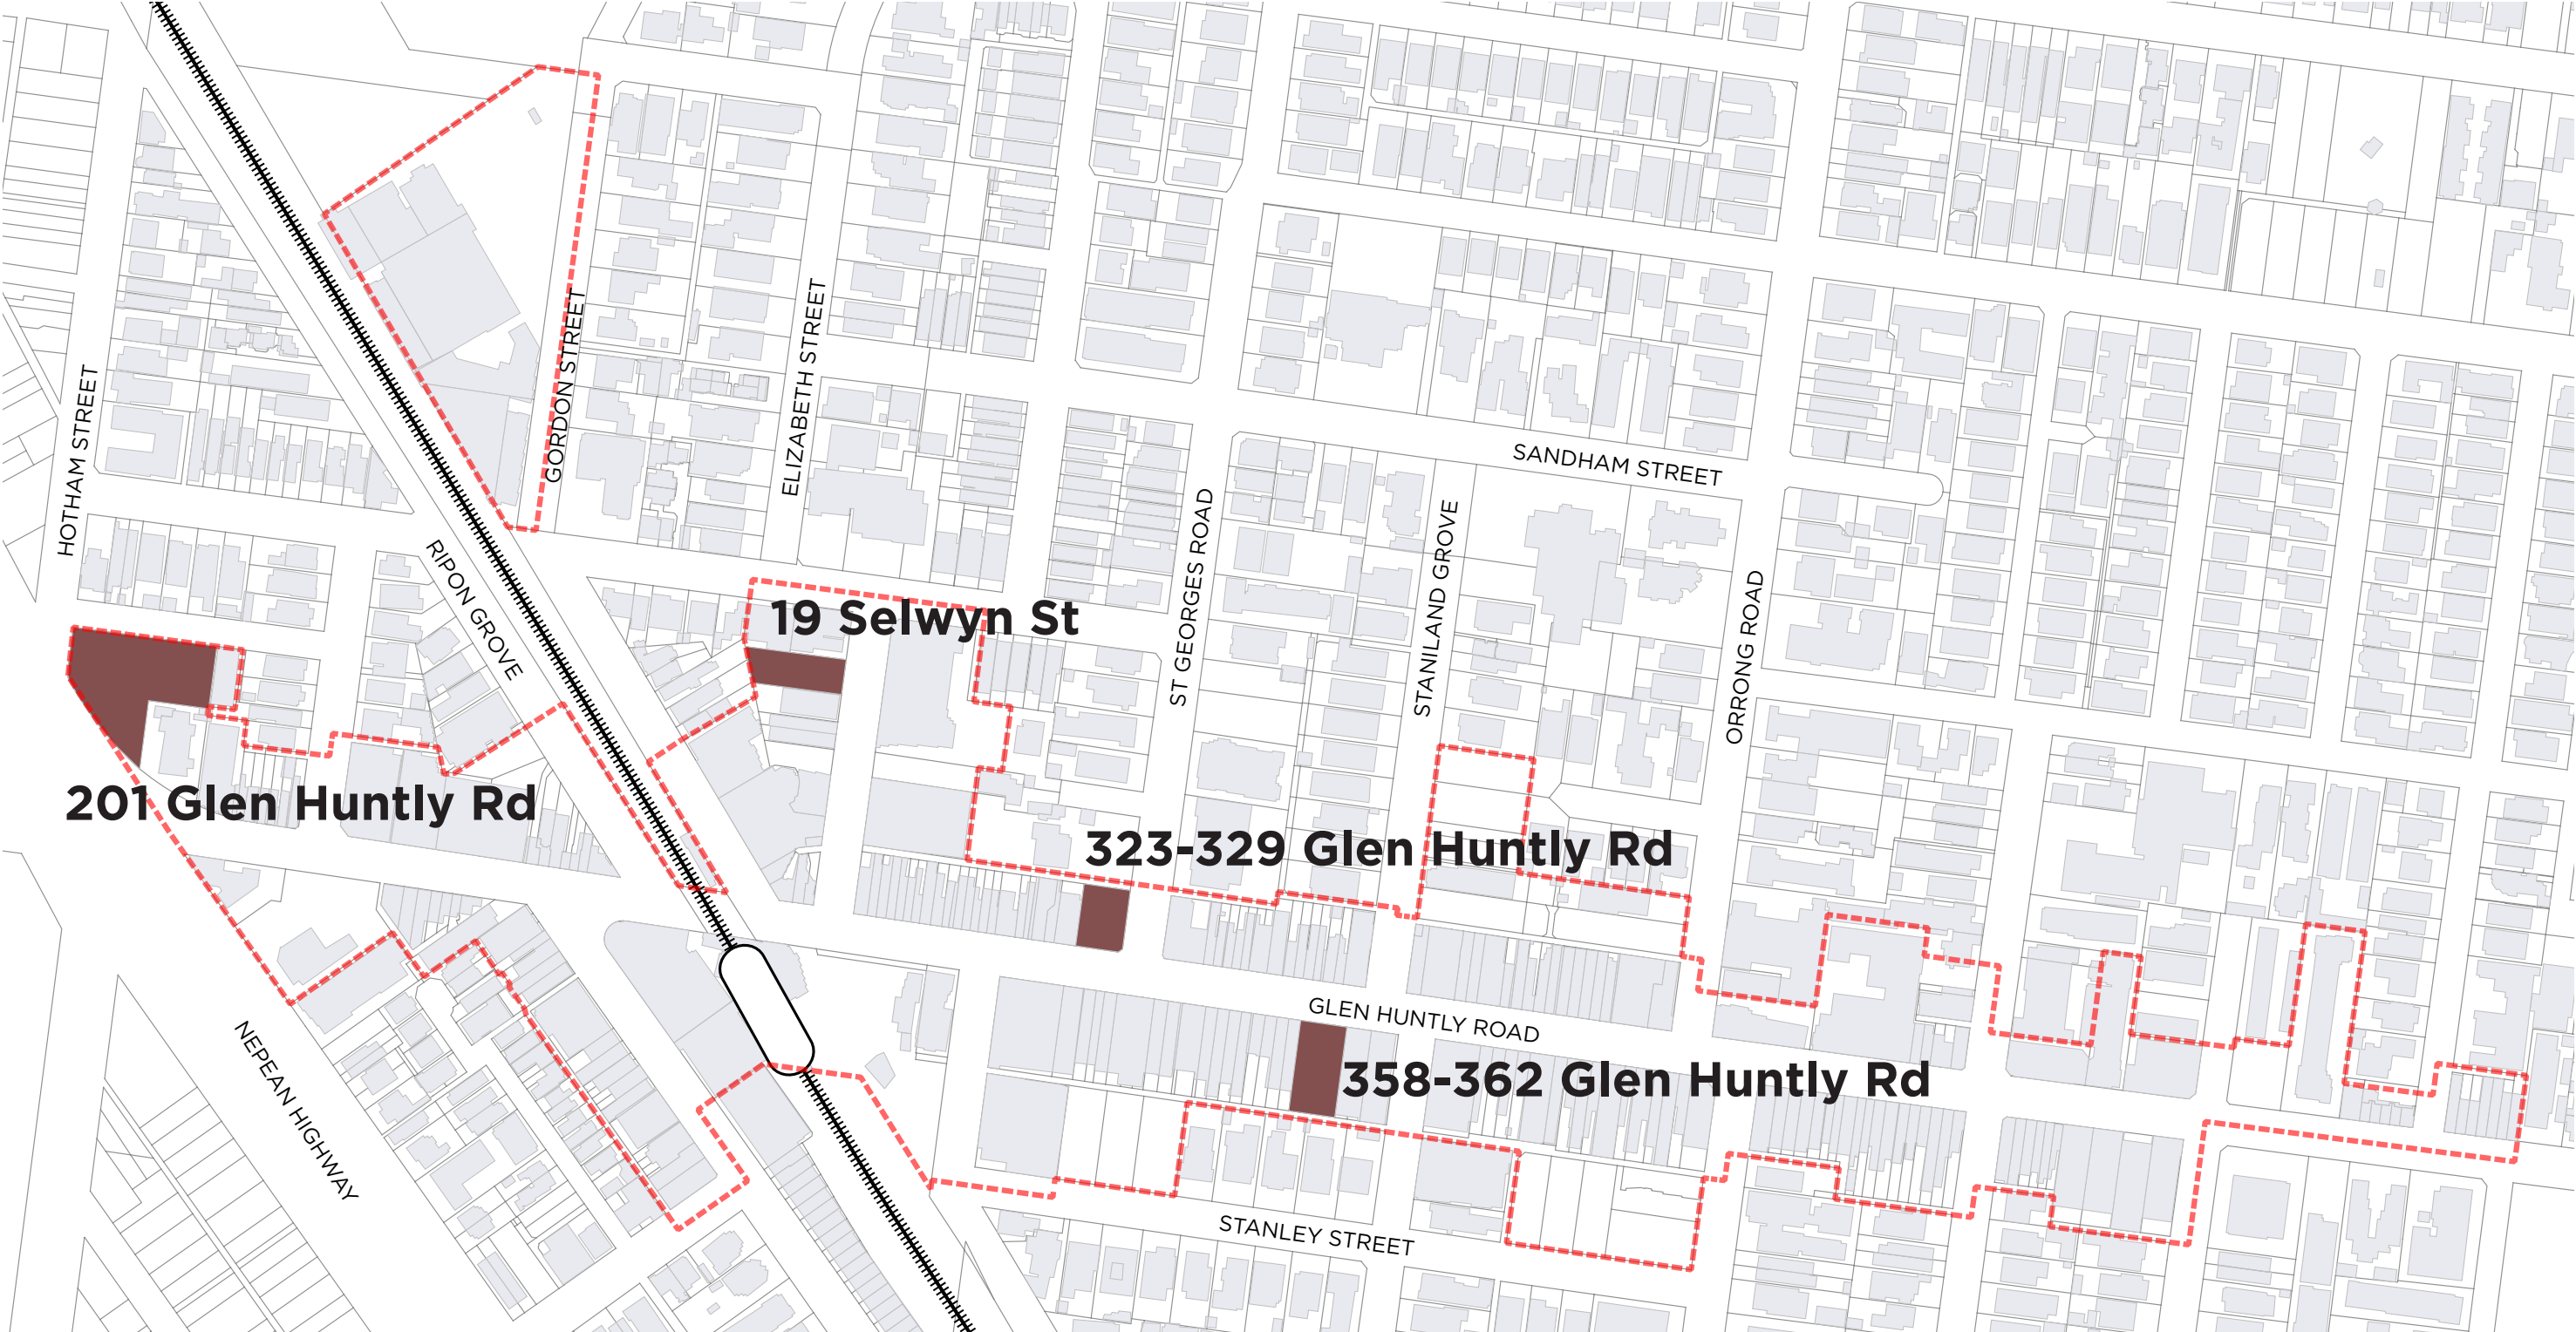 GORDON STREET
ELIZABETH STREET
HOTHAM STREET
SANDHAM STREET
ST GEORGES ROAD
STANILAND GROVE
RIPON GROVE
ORRONG ROAD
19 Selwyn St
201 Glen Huntly Rd
323-329 Glen Huntly Rd
GLEN HUNTLY ROAD
358-362 Glen Huntly Rd
NEPEAN HIGHWAY
STANLEY STREET